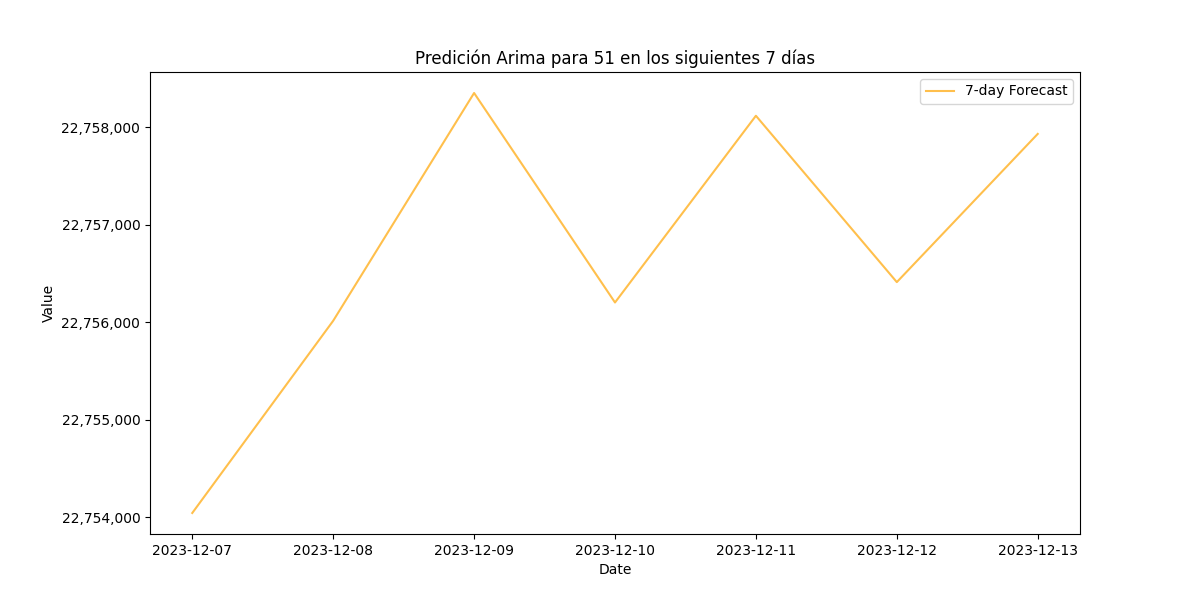 Predición Arima para 51 en los siguientes 7 días
7-day Forecast
22,758,000
22,757,000
22,756,000
22,755,000
22,754,000
Value
2023-12-07 2023-12-08 2023-12-09 2023-12-10 2023-12-11 2023-12-12 2023-12-13
Date